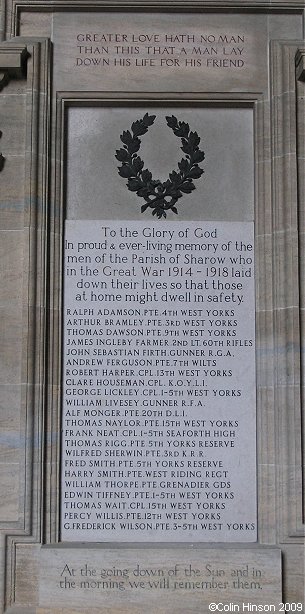 GREATER LOVE HATH NO MAN
THAN THIS THAT A MAN LAY
DOWN HIS LIFE FOR HIS FRIEND
To the Glory of God
In proud & ever-living memory of the
men of the Parish of Sharow who
in the Great War 1914-1918 laid
down their lives so that those
at home might dwell in safety.
RALPH ADAMSON.PTE.4TH WEST YORKS
ARTHUR BRAMLEY.PTE.3RD WEST YORKS
THOMAS DAWSON.PTE.9TH WEST YORKS
JAMES INGLEBY FARMER.2ND LT.60TH RIFLES
JOHN SEBASTIAN FIRTH.GUNNER R.G.A.
ANDREW FERGUSON.PTE.7TH WILTS
ROBERT HARPER.CPL.13TH WEST YORKS
CLARE HOUSEMAN.CPL. K.O.Y.L.I.
GEORGE LICKLEY.CPL.1-5TH WEST YORKS
WILLIAM LIVESEY.GUNNER R.F.A.
ALF MONGER.PTE.20TH D.L.I.
THOMAS NAYLOR.PTE.15TH WEST YORKS
FRANK NEAT.CPL.1-5TH SEAFORTH HIGH
THOMAS RIGG.PTE.5TH YORKS RESERVE
WILFRED SHERWIN.PTE.3RD K.R.R.
FRED SMITH.PTE.5TH YORKS RESERVE
HARRY SMITH.PTE.WEST RIDING REGT
WILLIAM THORPE.PTE.GRENADIER GDS
EDWIN TIFFNEY.PTE.1-5TH WEST YORKS
THOMAS WAIT.CPL.15TH WEST YORKS
PERCY WILLIS.PTE.12TH WEST YORKS
G.FREDERICK WILSON.PTE.3-5TH WEST YORKS
At the going down of the Sun and in
the morning we will remember them.
©Colin Hinson 2009